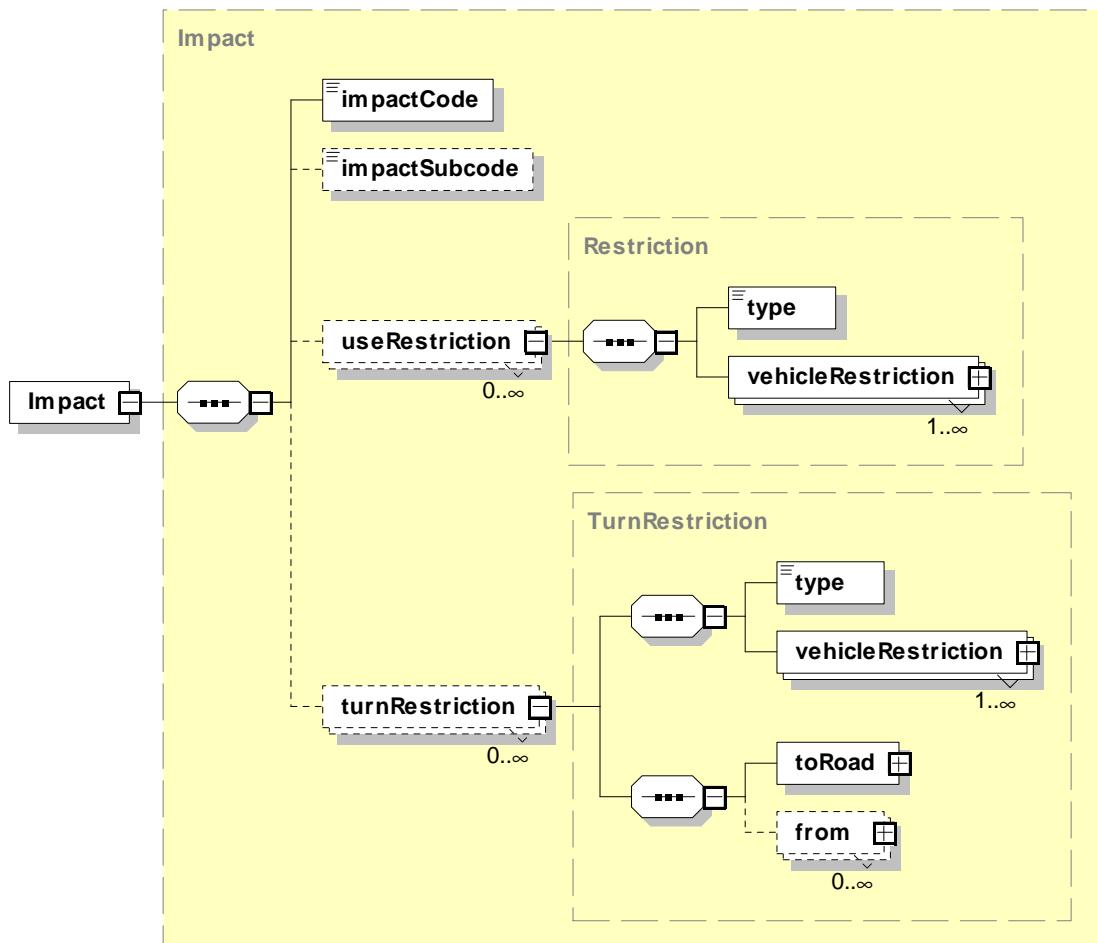 Impact
impactCode
impactSubcode
Restriction
type
useRestriction
0..∞
vehicleRestriction
1..∞
Impact
TurnRestriction
type
vehicleRestriction
1..∞
turnRestriction
0..∞
toRoad
from
0..∞